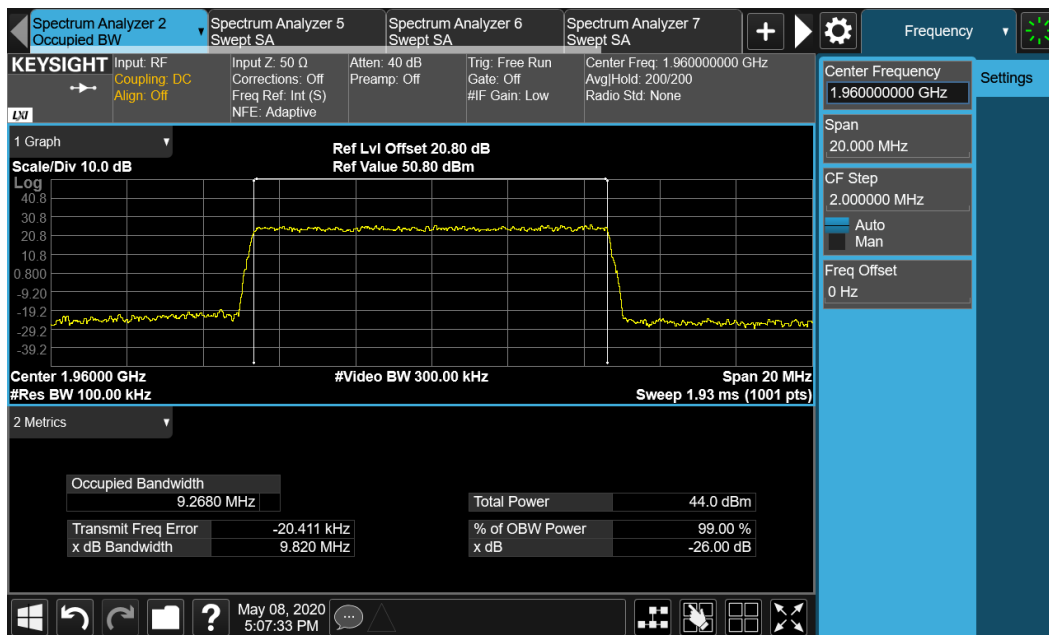 Spectrum Analyzer 2
Occupied BW
Spectrum Analyzer 5
Swept SA
Spectrum Analyzer 6
Swept SA
Spectrum Analyzer 7
Swept SA
+
Frequency
KEYSIGHT
LXI
Input: RF
Coupling: DC
Align: Off
Input Z: 50 Ω
Corrections: Off
Freq Ref: Int (S)
NFE: Adaptive
Atten: 40 dB
Preamp: Off
Trig: Free Run
Gate: Off
#IF Gain: Low
Center Freq: 1.960000000 GHz
Avg|Hold: 200/200
Radio Std: None
Center Frequency
1.960000000 GHz
Settings
Span
20.000 MHz
CF Step
2.000000 MHz
Auto
Man
Freq Offset
0 Hz
1 Graph
Scale/Div 10.0 dB
Ref Lvl Offset 20.80 dB
Ref Value 50.80 dBm
Log
40.8
30.8
20.8
10.8
0.800
-9.20
-19.2
-29.2
-39.2
Center 1.96000 GHz
#Video BW 300.00 kHz
Span 20 MHz
#Res BW 100.00 kHz
Sweep 1.93 ms (1001 pts)
2 Metrics
Occupied Bandwidth
9.2680 MHz
Total Power 44.0 dBm
Transmit Freq Error -20.411 kHz
% of OBW Power 99.00 %
x dB Bandwidth 9.820 MHz
x dB -26.00 dB
?
May 08, 2020
5:07:33 PM